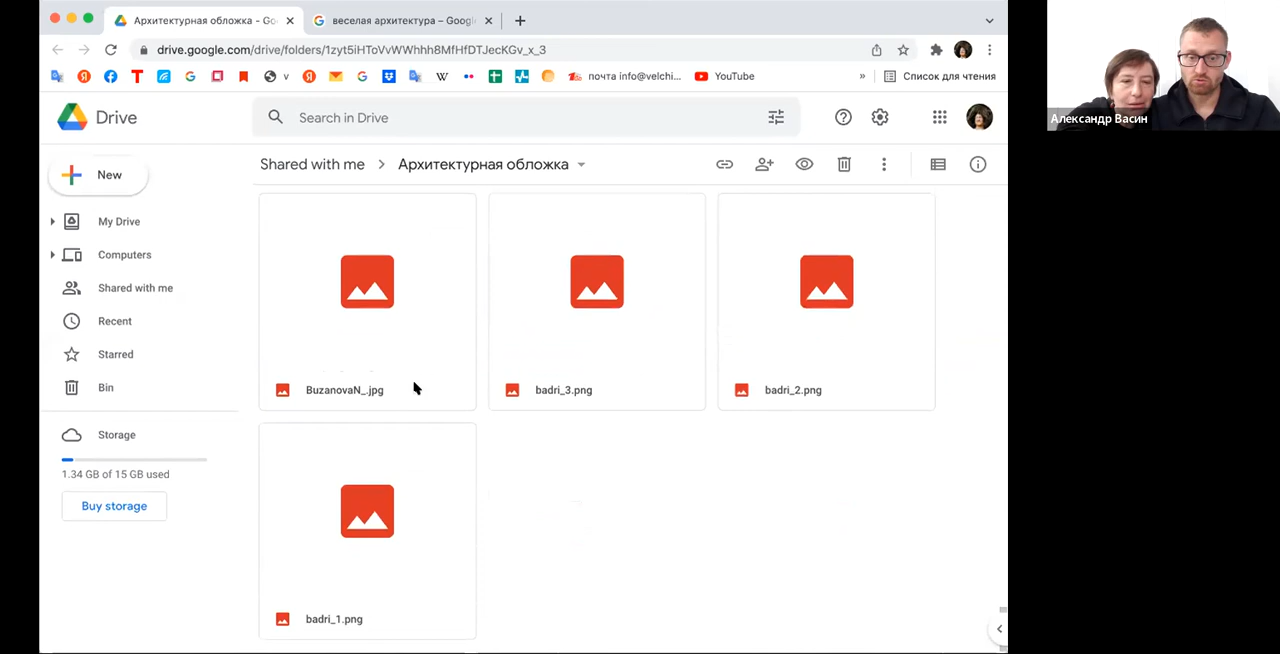 Архитектурная обложка - Go
веселая архитектура – Google
drive.google.com/drive/folders/1zyt5iHToVvWWhhh8MfHfDTJecKGv_x_3
почта info@velchi...
YouTube
»
Список для чтения
Drive
Search in Drive
New
Shared with me
Архитектурная обложка
My Drive
Computers
Shared with me
Recent
Starred
Bin
Storage
1.34 GB of 15 GB used
Buy storage
BuzanovaN_.jpg
badri_3.png
badri_2.png
badri_1.png
Александр Васин